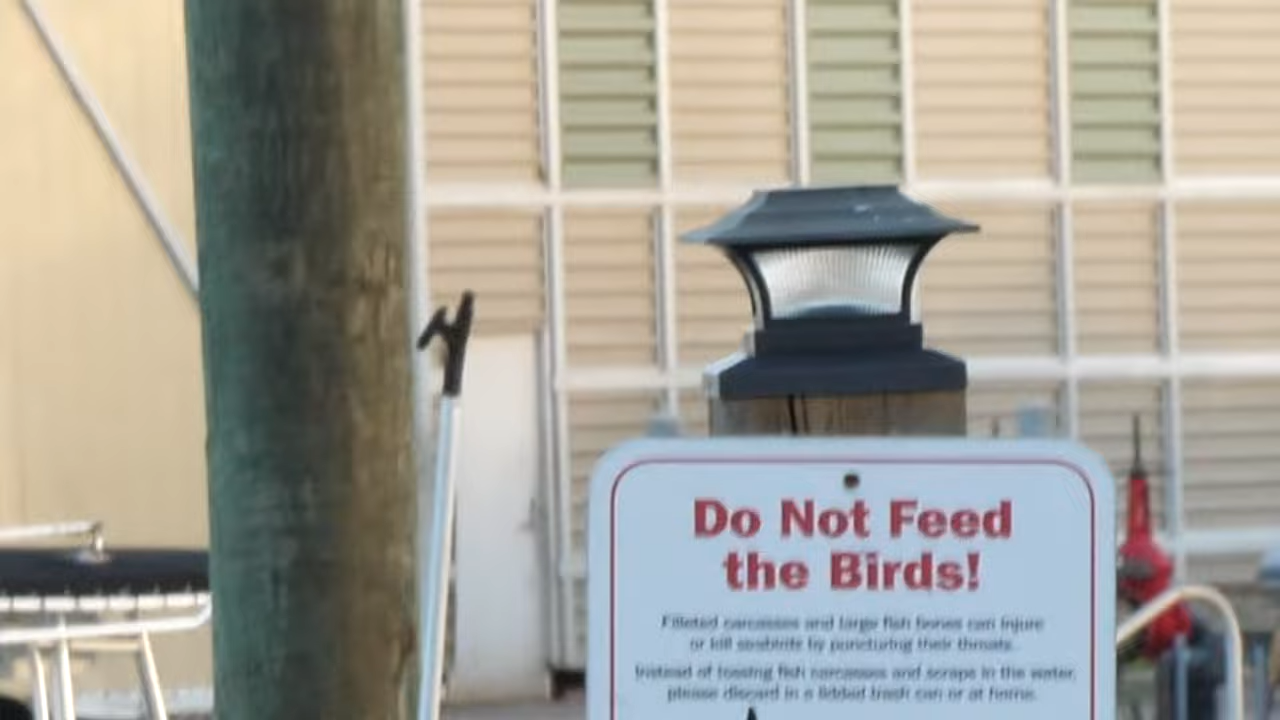 Do Not Feed
the Birds!
Filleted carcasses and large fish bones can injure
or kill seabirds by puncturing their throats.
Instead of tossing fish carcasses and scraps in the water,
please discard in a lidded trash can or at home.